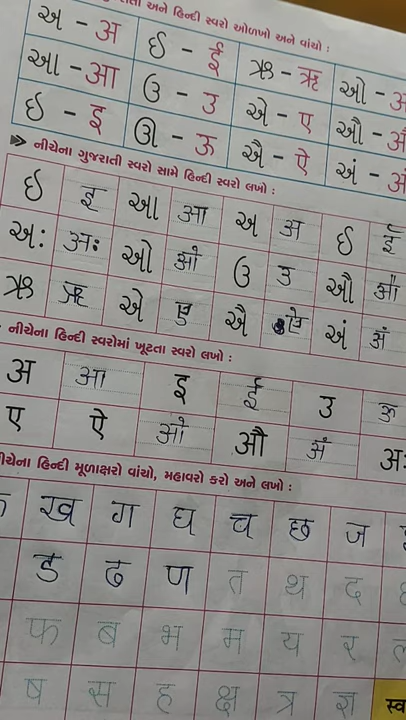 અને હિન્દી સ્વરો ઓળખો અને વાંચો :
અ - अ ઈ - ई ઋ - ऋ ઓ -
આ - आ ઉ - उ એ - ए ઔ - औ
ઇ - इ ઊ - ऊ ઐ - ऐ અં - अं
નીચેના ગુજરાતી સ્વરો સામે હિન્દી સ્વરો લખો :
ઇ इ આ आ અ अ ઈ ई
અઃ अः ઓ ओ ઉ उ ઔ औ
ઋ ऋ એ ए ઐ ऐ અં अं
નીચેના હિન્દી સ્વરોમાં ખૂટતા સ્વરો લખો :
अ आ इ ई उ ऊ
ए ऐ ओ औ अं अः
નીચેના હિન્દી મૂળાક્ષરો વાંચો, મહાવરો કરો અને લખો :
ख ग घ च छ ज
ड ढ ण त थ द
फ ब भ म य र ल
ष स ह क्ष त्र ज्ञ